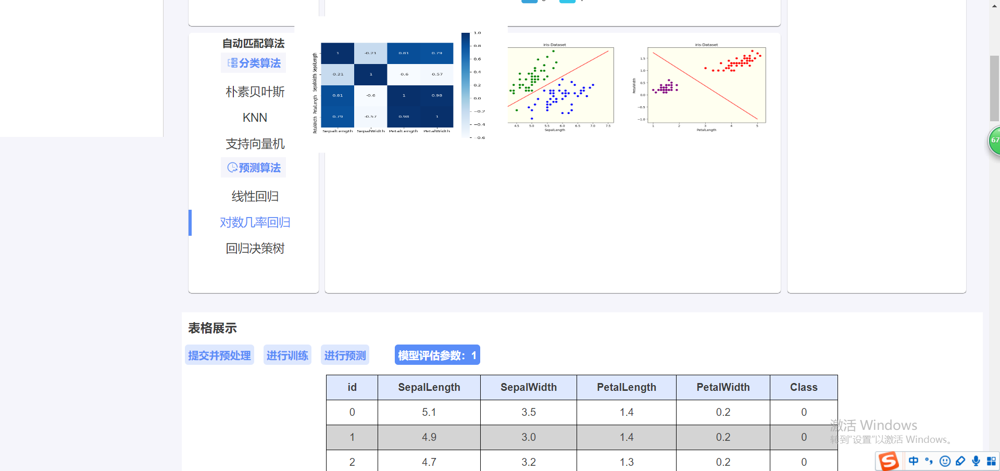 自动匹配算法
分类算法
朴素贝叶斯
KNN
支持向量机
预测算法
线性回归
对数几率回归
回归决策树
1 -0.21 0.81 0.79
-0.21 1 -0.6 -0.57
0.81 -0.6 1 0.98
0.79 -0.57 0.98 1
SepalLength
SepalWidth
PetalLength
PetalWidth
SepalLength SepalWidth PetalLength PetalWidth
1.0
0.8
0.6
0.4
0.2
0.0
-0.2
-0.4
-0.6
iris-Dataset
4.5 5.0 5.5 6.0 6.5 7.0 7.5
SepalLength
iris-Dataset
1.5
1.0
0.5
0.0
-0.5
-1.0
PetalWidth
1 2 3 4 5
PetalLength
67
表格展示
提交并预处理 进行训练 进行预测 模型评估参数：1
id SepalLength SepalWidth PetalLength PetalWidth Class
0 5.1 3.5 1.4 0.2 0
1 4.9 3.0 1.4 0.2 0
2 4.7 3.2 1.3 0.2 0
激活 Windows
转到"设置"以激活 Windows。
中